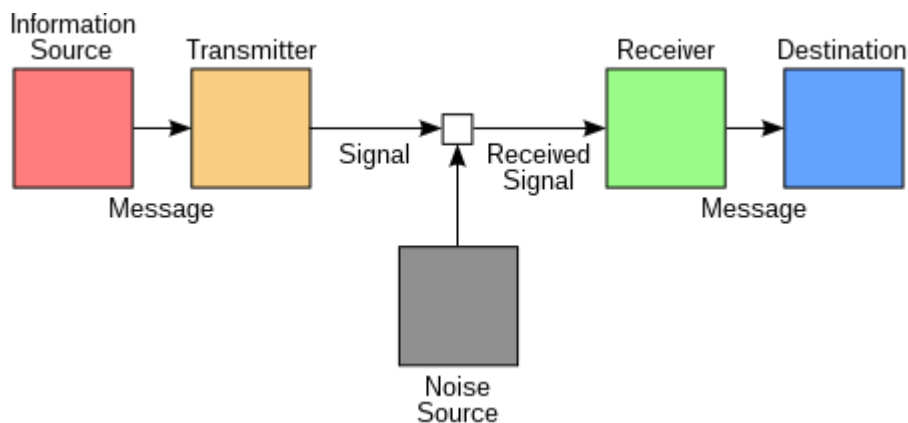 Information
Source
Transmitter
Receiver
Destination
Signal
Received
Signal
Message
Message
Noise
Source